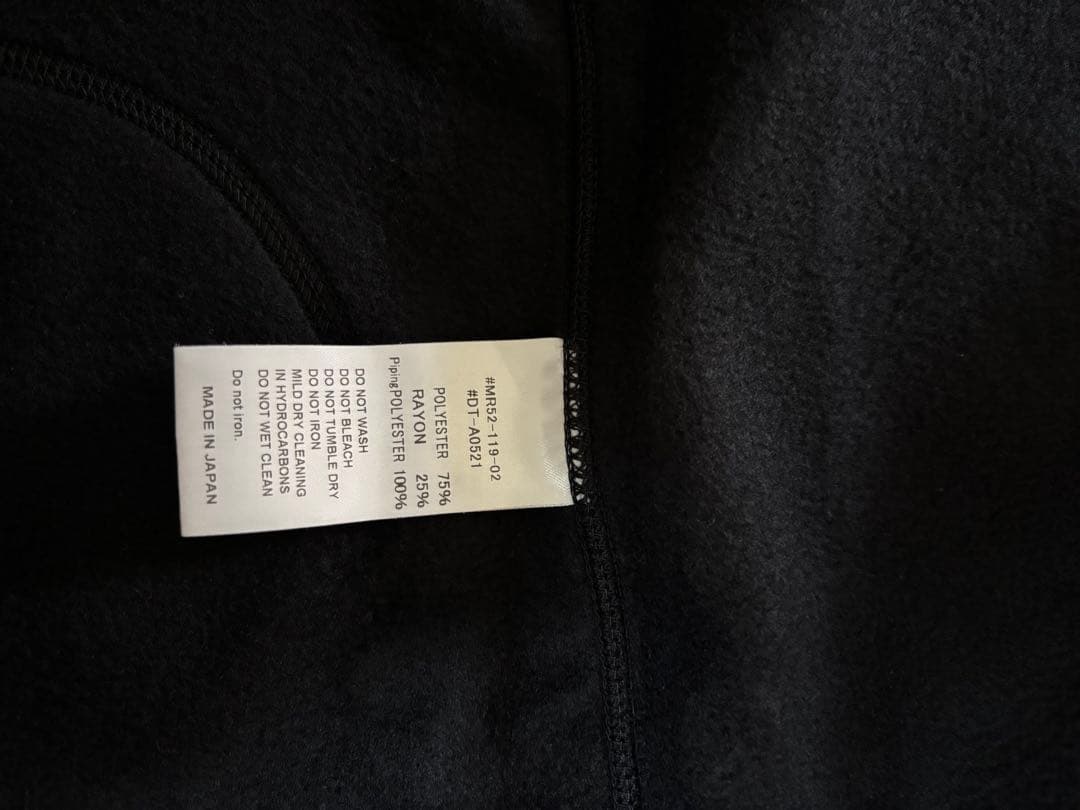 #MR52-119-02
#DT-A0521
POLYESTER 75%
RAYON 25%
Piping POLYESTER 100%
DO NOT WASH
DO NOT BLEACH
DO NOT TUMBLE DRY
DO NOT IRON
MILD DRY CLEANING
IN HYDROCARBONS
DO NOT WET CLEAN
Do not iron.
MADE IN JAPAN